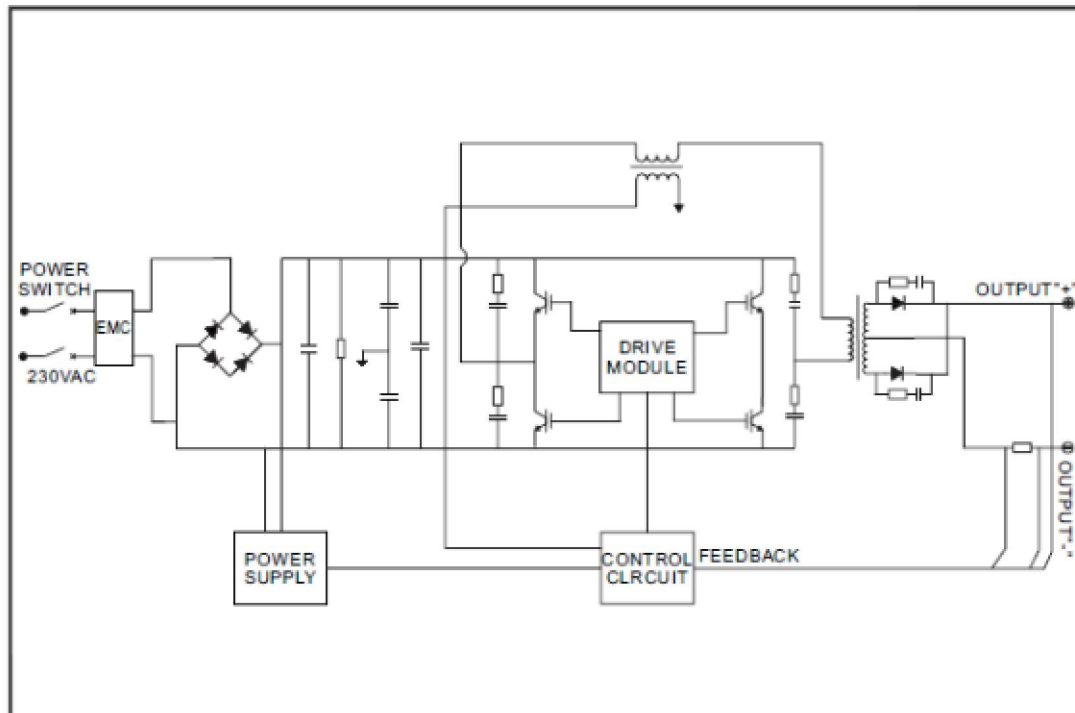 POWER
SWITCH
EMC
230VAC
DRIVE
MODULE
OUTPUT"+"
OUTPUT"-"
POWER
SUPPLY
CONTROL
CLRCUIT
FEEDBACK